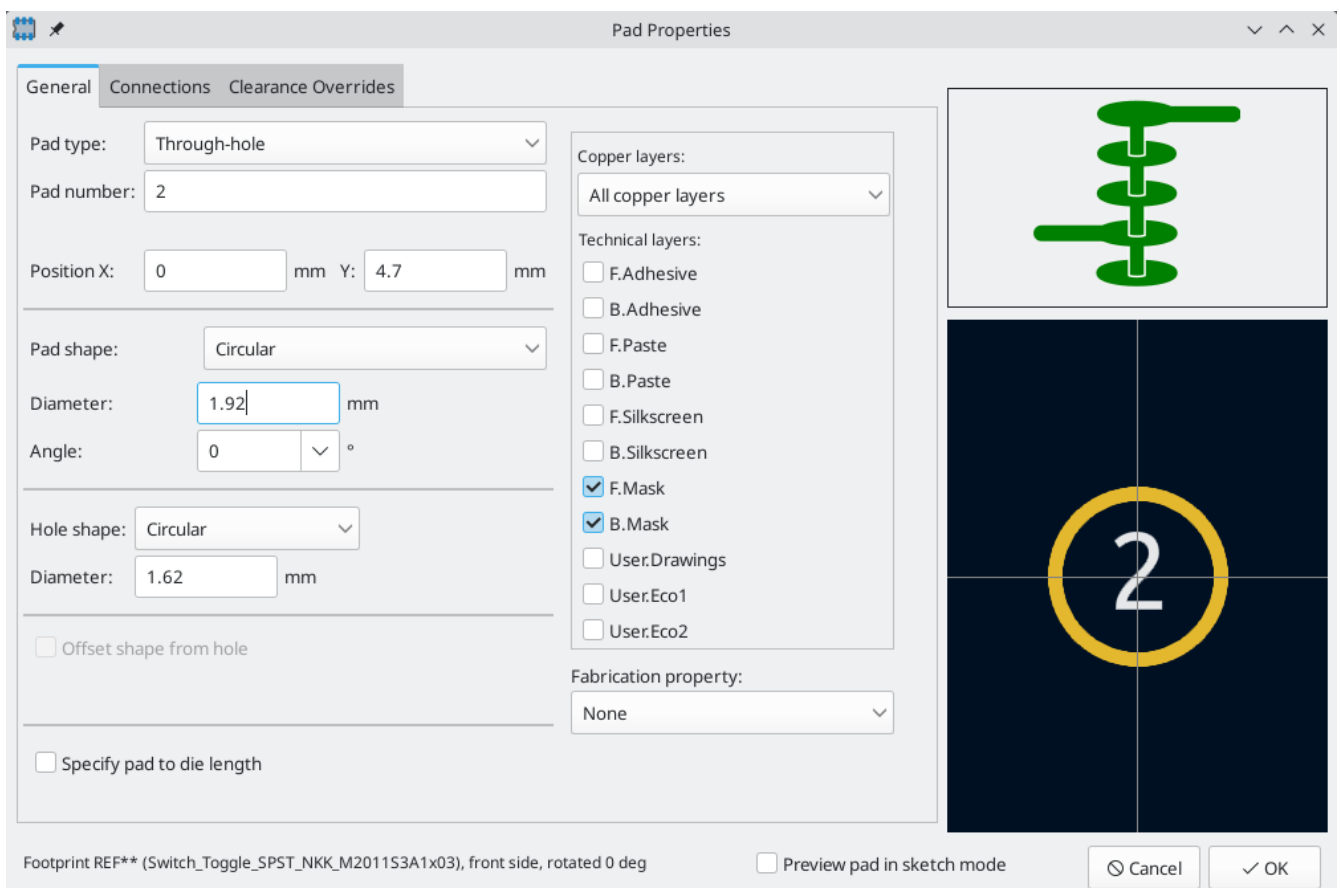 Pad Properties
General Connections Clearance Overrides
Pad type: Through-hole
Pad number: 2
Position X: 0 mm Y: 4.7 mm
Pad shape: Circular
Diameter: 1.92 mm
Angle: 0 °
Hole shape: Circular
Diameter: 1.62 mm
Offset shape from hole
Specify pad to die length
Copper layers:
All copper layers
Technical layers:
F.Adhesive
B.Adhesive
F.Paste
B.Paste
F.Silkscreen
B.Silkscreen
F.Mask
B.Mask
User.Drawings
User.Eco1
User.Eco2
Fabrication property:
None
2
Footprint REF** (Switch_Toggle_SPST_NKK_M2011S3A1x03), front side, rotated 0 deg
Preview pad in sketch mode
Cancel
OK